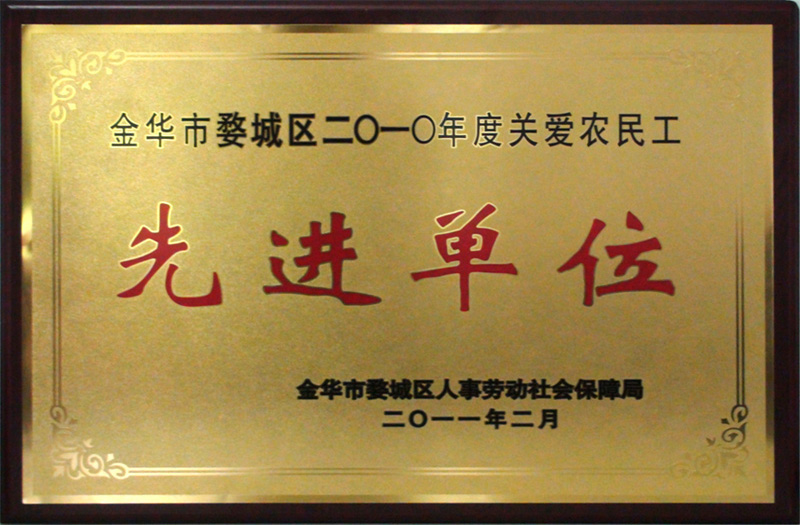 金华市婺城区二〇一〇年度关爱农民工
先进单位
金华市婺城区人事劳动社会保障局
二〇一一年二月